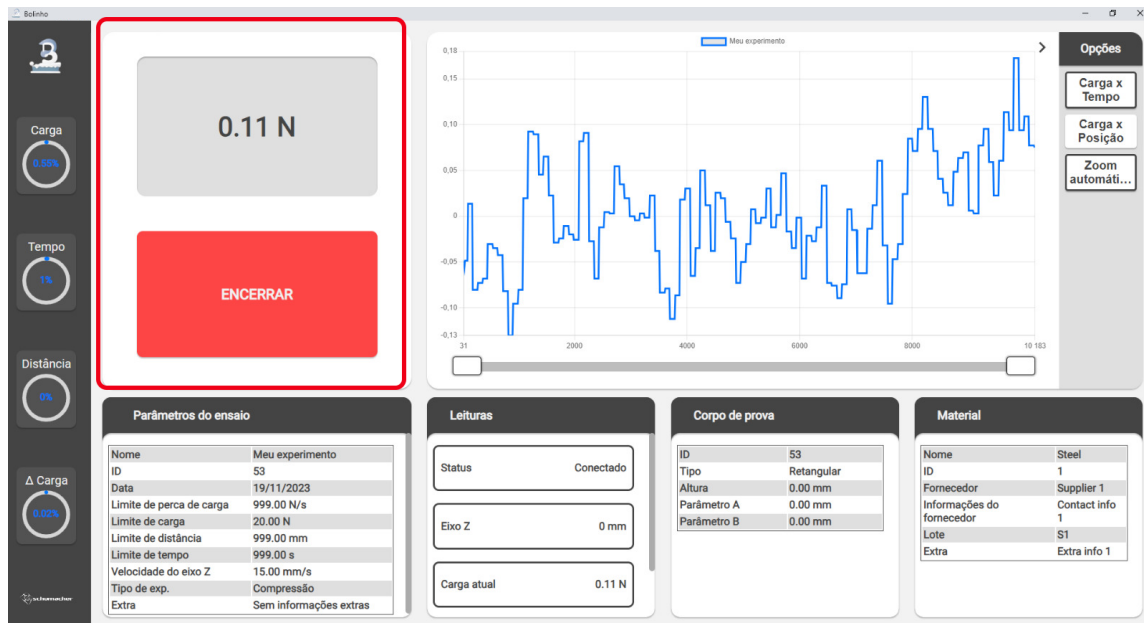 Bolinho
Carga
0.55%
Tempo
1%
Distância
0%
Δ Carga
0.02%
schumacher
0.11 N
ENCERRAR
Meu experimento
0,18
0,15
0,10
0,05
0
-0,05
-0,10
-0,13
31
2000
4000
6000
8000
10 183
Opções
Carga x
Tempo
Carga x
Posição
Zoom
automáti...
Parâmetros do ensaio
Nome Meu experimento
ID 53
Data 19/11/2023
Limite de perca de carga 999.00 N/s
Limite de carga 20.00 N
Limite de distância 999.00 mm
Limite de tempo 999.00 s
Velocidade do eixo Z 15.00 mm/s
Tipo de exp. Compressão
Extra Sem informações extras
Leituras
Status Conectado
Eixo Z 0 mm
Carga atual 0.11 N
Corpo de prova
ID 53
Tipo Retangular
Altura 0.00 mm
Parâmetro A 0.00 mm
Parâmetro B 0.00 mm
Material
Nome Steel
ID 1
Fornecedor Supplier 1
Informações do Contact info
fornecedor 1
Lote S1
Extra Extra info 1